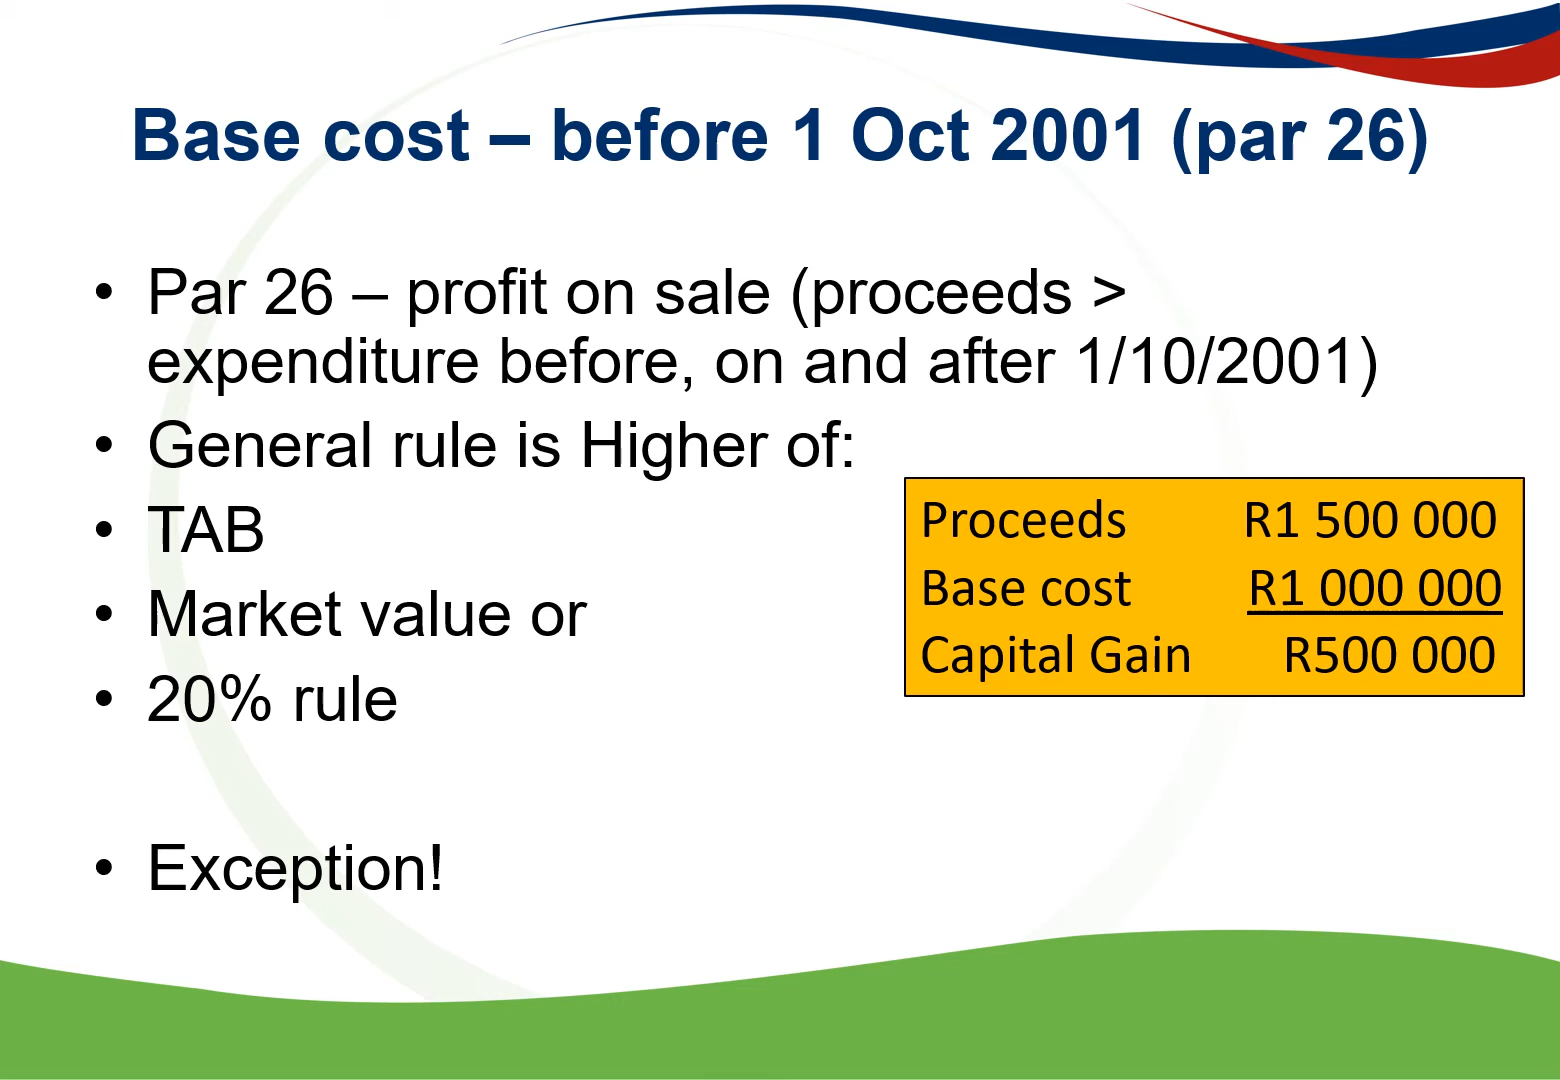 Base cost – before 1 Oct 2001 (par 26)
• Par 26 – profit on sale (proceeds >
expenditure before, on and after 1/10/2001)
• General rule is Higher of:
• TAB
• Market value or
• 20% rule
• Exception!
Proceeds R1 500 000
Base cost R1 000 000
Capital Gain R500 000